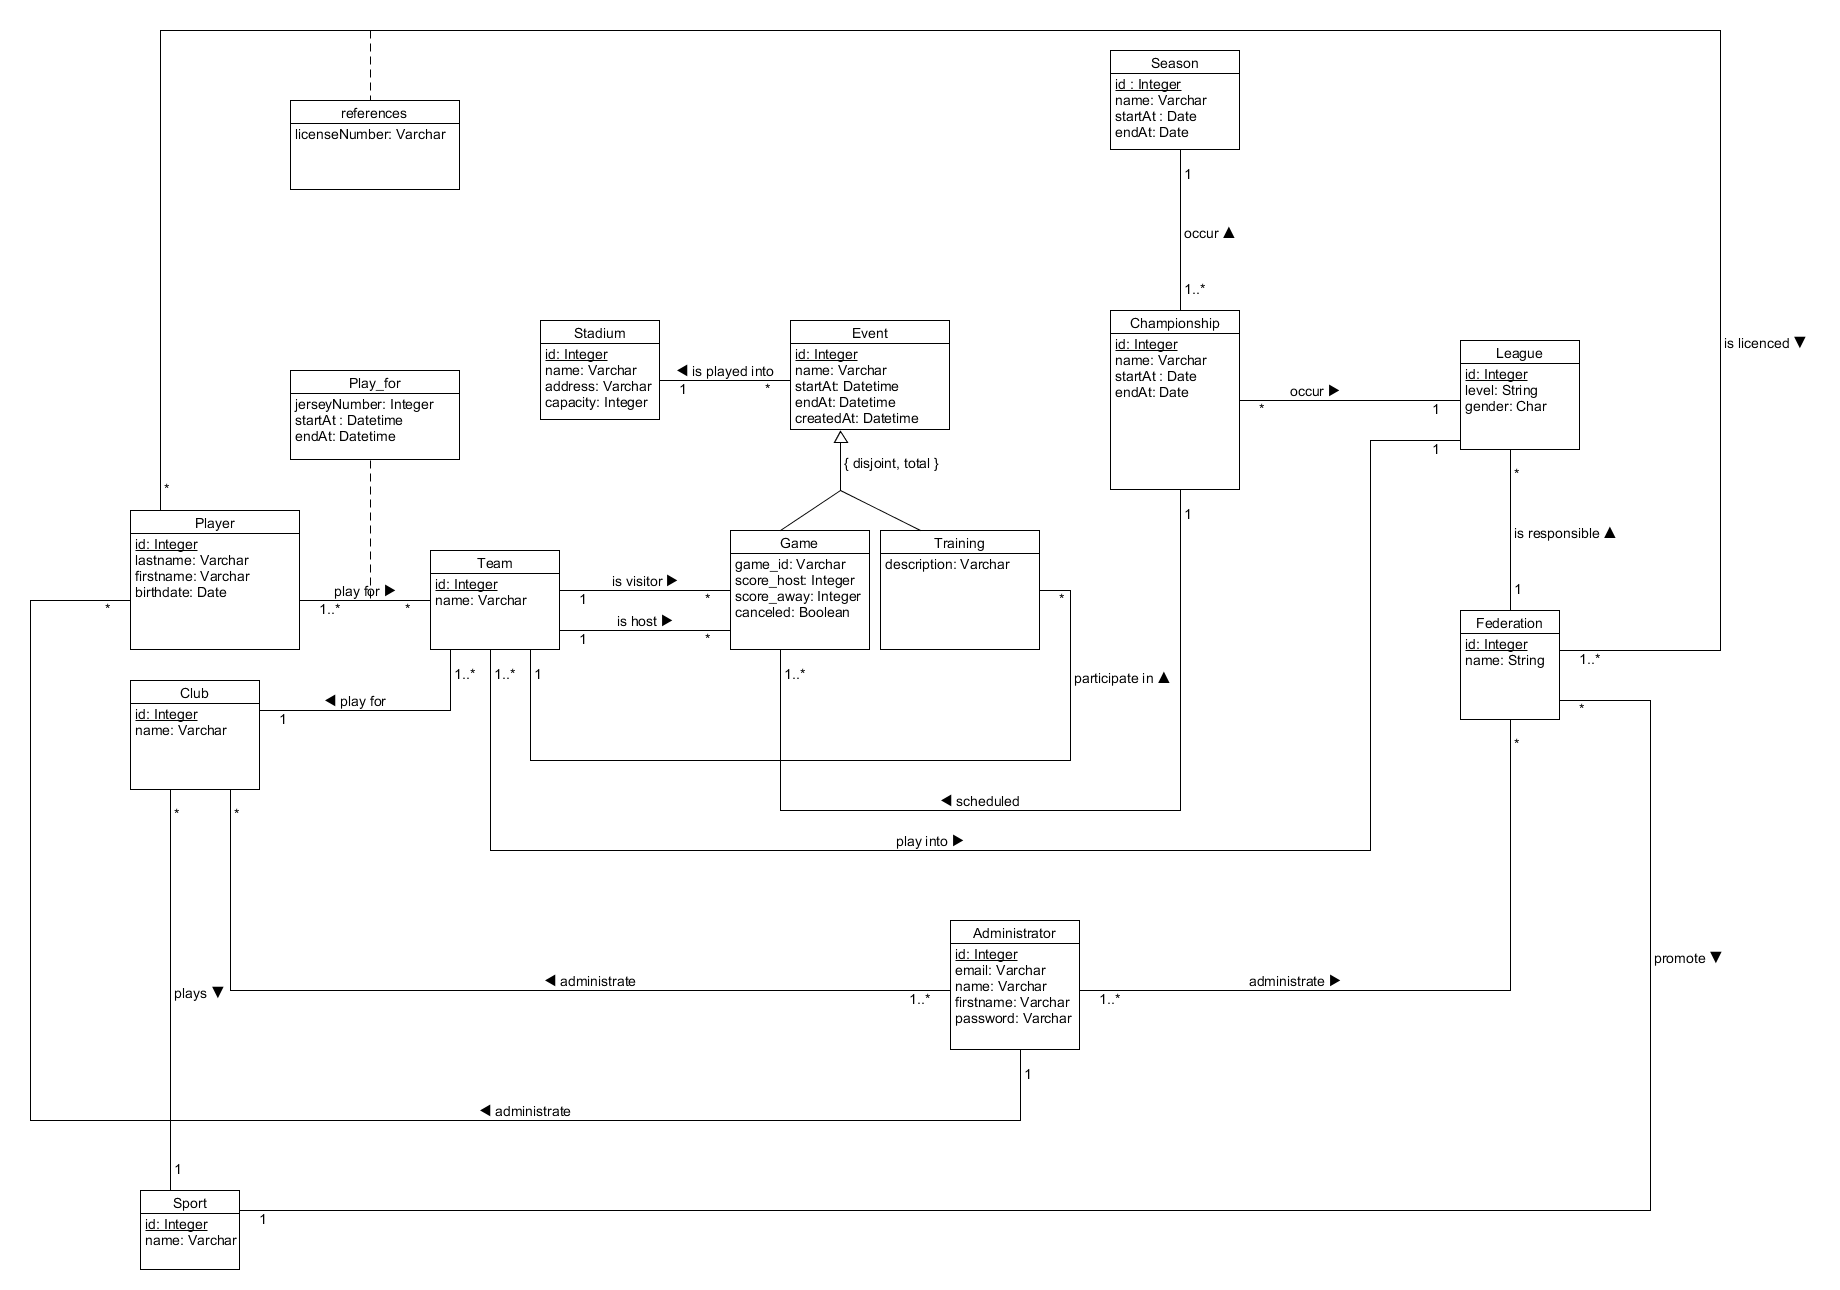 Season
id : Integer
name: Varchar
startAt : Date
endAt: Date
references
licenseNumber: Varchar
1
occur ▲
1..*
Stadium
id: Integer
name: Varchar
address: Varchar
capacity: Integer
◀ is played into
1
*
Event
id: Integer
name: Varchar
startAt: Datetime
endAt: Datetime
createdAt: Datetime
{ disjoint, total }
Championship
id: Integer
name: Varchar
startAt : Date
endAt: Date
occur ▶
*
1
1
League
id: Integer
level: String
gender: Char
is licenced ▼
Play_for
jerseyNumber: Integer
startAt : Datetime
endAt: Datetime
*
Player
id: Integer
lastname: Varchar
firstname: Varchar
birthdate: Date
*
play for ▶
1..*
*
Team
id: Integer
name: Varchar
is visitor ▶
1
*
is host ▶
1
*
Game
game_id: Varchar
score_host: Integer
score_away: Integer
canceled: Boolean
Training
description: Varchar
*
1
*
is responsible ▲
1
Federation
id: Integer
name: String
1..*
*
*
1..*
1..*
1
1..*
participate in ▲
◀ play for
1
Club
id: Integer
name: Varchar
*
*
◀ scheduled
play into ▶
Administrator
id: Integer
email: Varchar
name: Varchar
firstname: Varchar
password: Varchar
◀ administrate
1..*
1..*
administrate ▶
promote ▼
plays ▼
1
◀ administrate
1
Sport
id: Integer
name: Varchar
1